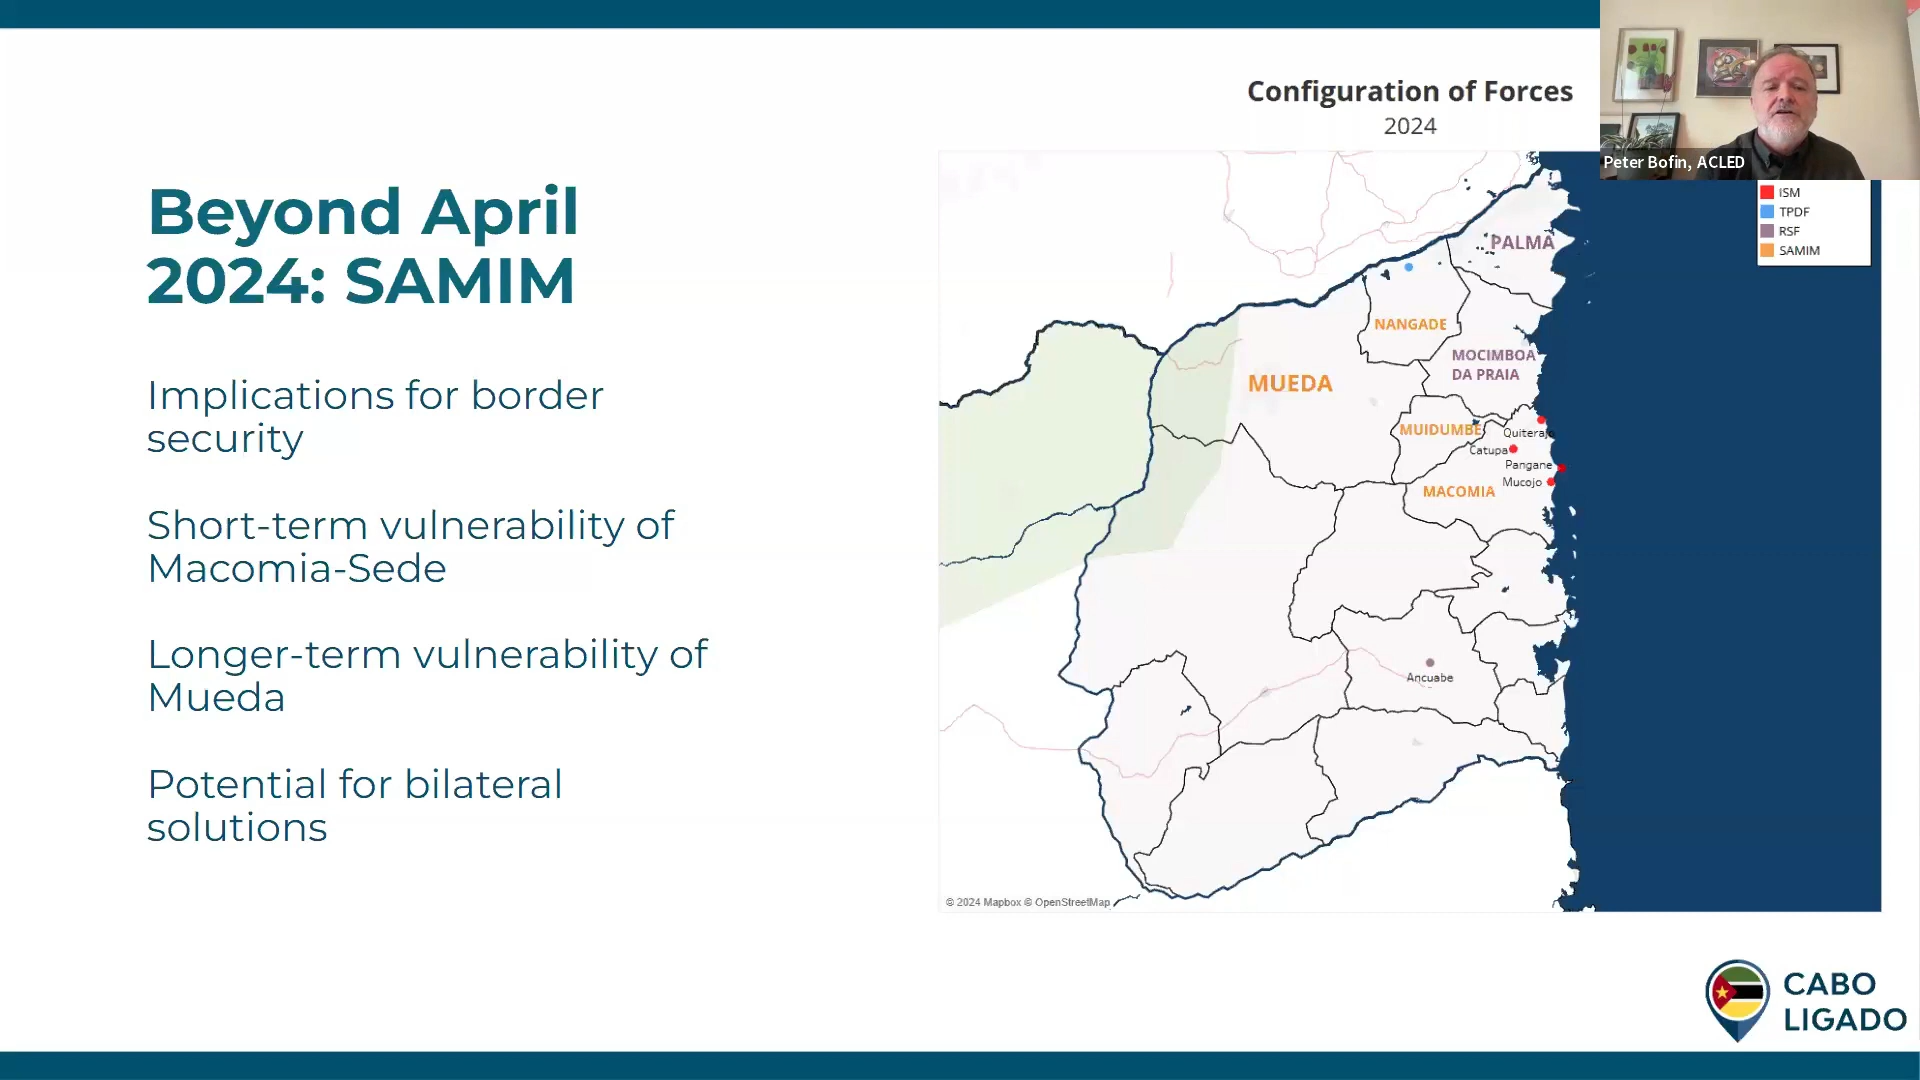 Configuration of Forces
2024
Peter Bofin, ACLED
Beyond April
2024: SAMIM
Implications for border
security
Short-term vulnerability of
Macomia-Sede
Longer-term vulnerability of
Mueda
Potential for bilateral
solutions
ISM
TPDF
RSF
SAMIM
PALMA
NANGADE
MOCIMBOA
DA PRAIA
MUEDA
MUIDUMBE
Quiterajo
Catupa
Pangane
Mucojo
MACOMIA
Ancuabe
© 2024 Mapbox © OpenStreetMap
CABO
LIGADO